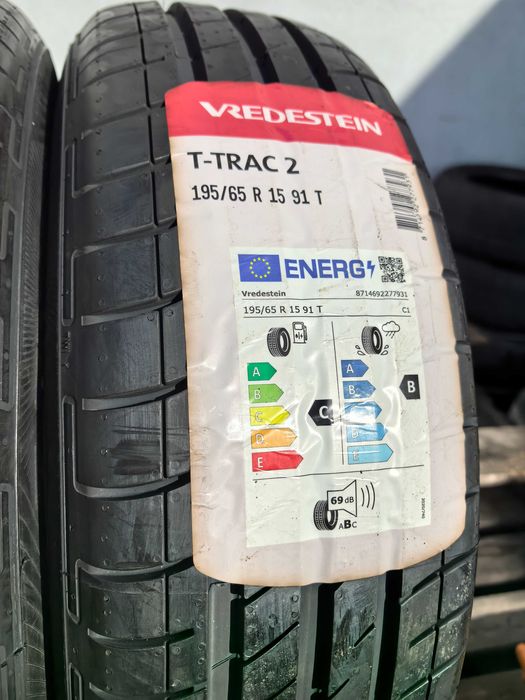 VREDESTEIN
T-TRAC 2
195/65 R 15 91 T
ENERG
Vredestein 8714692277931
195/65 R 15 91 T C1
A A
B B B
C C C
D D
E E
69 dB
ABC